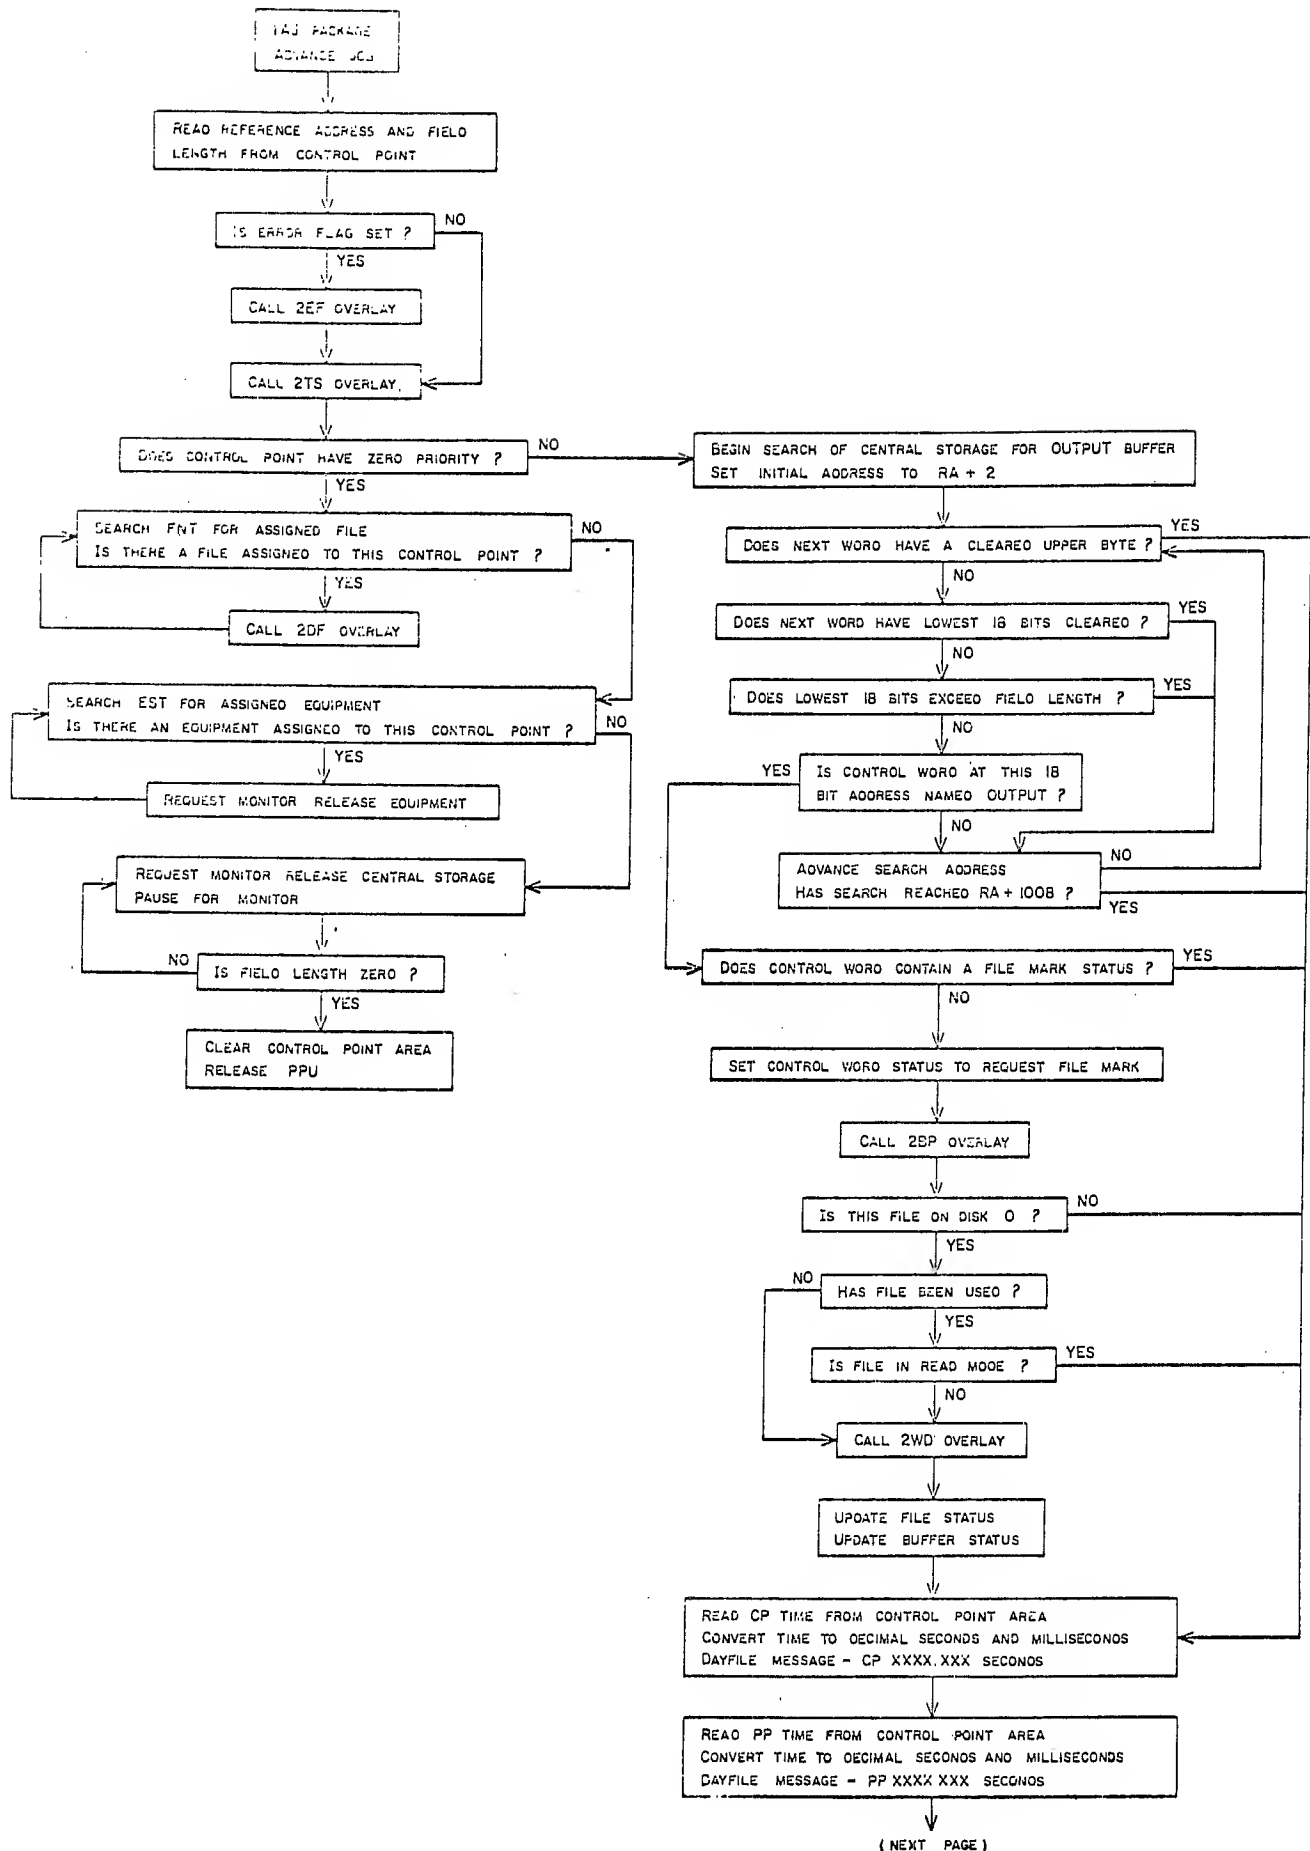 PACKAGE
ADVANCE JOB
READ REFERENCE ADDRESS AND FIELD
LENGTH FROM CONTROL POINT
IS ERROR FLAG SET ?
NO
YES
CALL 2EF OVERLAY
CALL 2TS OVERLAY
DOES CONTROL POINT HAVE ZERO PRIORITY ?
NO
YES
SEARCH FNT FOR ASSIGNED FILE
IS THERE A FILE ASSIGNED TO THIS CONTROL POINT ?
NO
YES
CALL 2DF OVERLAY
SEARCH EST FOR ASSIGNED EQUIPMENT
IS THERE AN EQUIPMENT ASSIGNED TO THIS CONTROL POINT ?
NO
YES
REQUEST MONITOR RELEASE EQUIPMENT
REQUEST MONITOR RELEASE CENTRAL STORAGE
PAUSE FOR MONITOR
NO
IS FIELD LENGTH ZERO ?
YES
CLEAR CONTROL POINT AREA
RELEASE PPU
BEGIN SEARCH OF CENTRAL STORAGE FOR OUTPUT BUFFER
SET INITIAL ADDRESS TO RA + 2
DOES NEXT WORD HAVE A CLEARED UPPER BYTE ?
YES
NO
DOES NEXT WORD HAVE LOWEST 18 BITS CLEARED ?
YES
NO
DOES LOWEST 18 BITS EXCEED FIELD LENGTH ?
YES
NO
YES
IS CONTROL WORD AT THIS 18
BIT ADDRESS NAMED OUTPUT ?
NO
ADVANCE SEARCH ADDRESS
HAS SEARCH REACHED RA + 100B ?
NO
YES
DOES CONTROL WORD CONTAIN A FILE MARK STATUS ?
YES
NO
SET CONTROL WORD STATUS TO REQUEST FILE MARK
CALL 2BP OVERLAY
IS THIS FILE ON DISK 0 ?
NO
YES
NO
HAS FILE BEEN USED ?
YES
IS FILE IN READ MODE ?
YES
NO
CALL 2WD OVERLAY
UPDATE FILE STATUS
UPDATE BUFFER STATUS
READ CP TIME FROM CONTROL POINT AREA
CONVERT TIME TO DECIMAL SECONDS AND MILLISECONDS
DAYFILE MESSAGE - CP XXXX.XXX SECONDS
READ PP TIME FROM CONTROL POINT AREA
CONVERT TIME TO DECIMAL SECONDS AND MILLISECONDS
DAYFILE MESSAGE - PP XXXX XXX SECONDS
( NEXT PAGE )